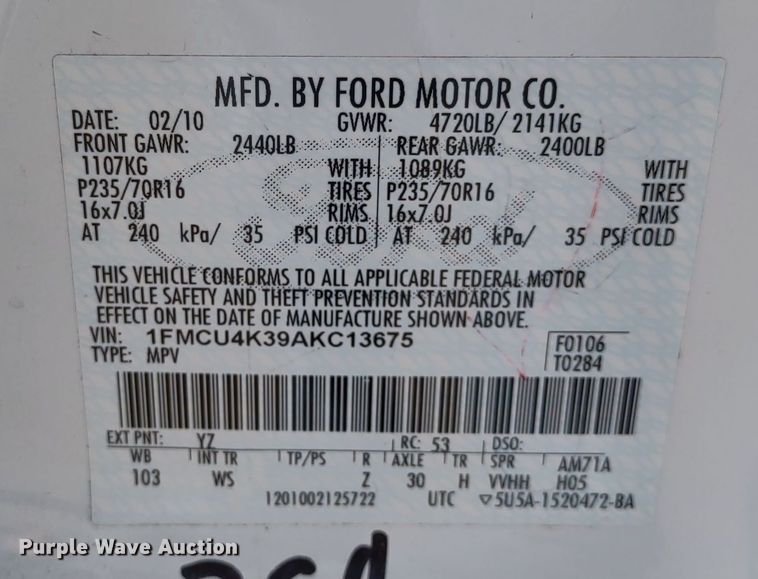 MFD. BY FORD MOTOR CO.
DATE: 02/10 GVWR: 4720LB/ 2141KG
FRONT GAWR: 2440LB REAR GAWR: 2400LB
1107KG WITH 1089KG WITH
P235/70R16 TIRES P235/70R16 TIRES
16x7.0J RIMS 16x7.0J RIMS
AT 240 kPa/ 35 PSI COLD AT 240 kPa/ 35 PSI COLD
THIS VEHICLE CONFORMS TO ALL APPLICABLE FEDERAL MOTOR
VEHICLE SAFETY AND THEFT PREVENTION STANDARDS IN
EFFECT ON THE DATE OF MANUFACTURE SHOWN ABOVE.
VIN: 1FMCU4K39AKC13675 F0106
TYPE: MPV T0284
EXT PNT: YZ RC: 53 DSO:
WB INT TR TP/PS R AXLE TR SPR AM71A
103 WS Z 30 H VVHH H05
1201002125722 UTC ▽5U5A-1520472-BA
Ford
Purple Wave Auction